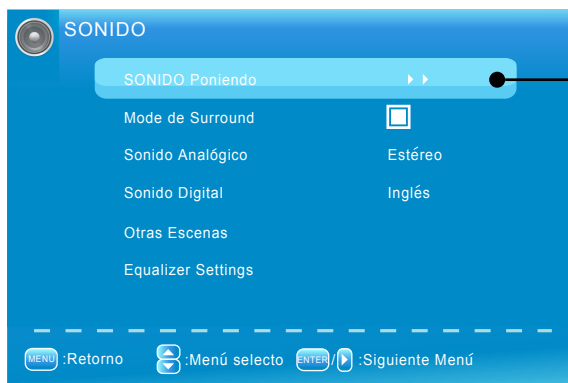 SONIDO
SONIDO Poniendo
Mode de Surround
Sonido Analógico Estéreo
Sonido Digital Inglés
Otras Escenas
Equalizer Settings
MENU :Retorno :Menú selecto ENTER / :Siguiente Menú